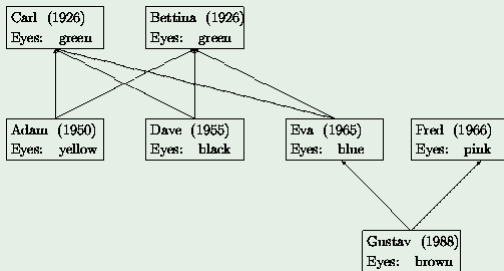 Carl (1926)
Eyes: green
Bettina (1926)
Eyes: green
Adam (1950)
Eyes: yellow
Dave (1955)
Eyes: black
Eva (1965)
Eyes: blue
Fred (1966)
Eyes: pink
Gustav (1988)
Eyes: brown